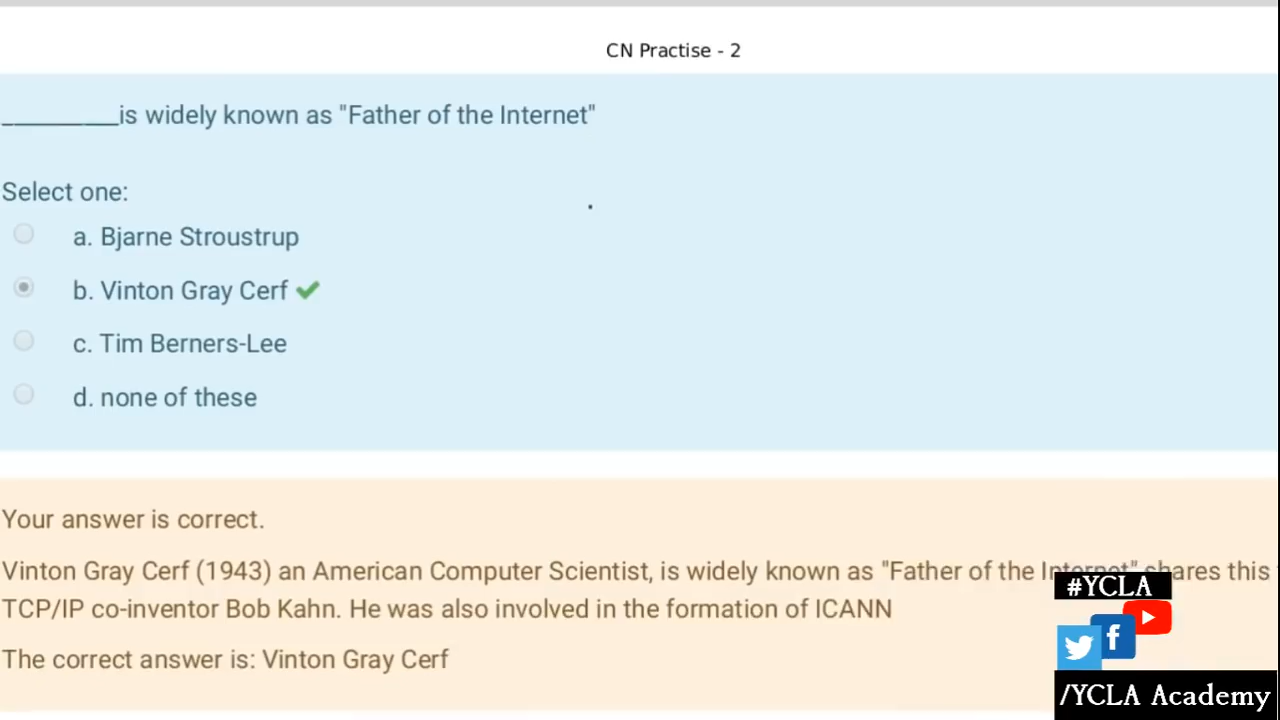 CN Practise - 2
__________is widely known as "Father of the Internet"
Select one:
a. Bjarne Stroustrup
b. Vinton Gray Cerf
c. Tim Berners-Lee
d. none of these
Your answer is correct.
Vinton Gray Cerf (1943) an American Computer Scientist, is widely known as "Father of the Internet" shares this
TCP/IP co-inventor Bob Kahn. He was also involved in the formation of ICANN
The correct answer is: Vinton Gray Cerf
#YCLA
/YCLA Academy